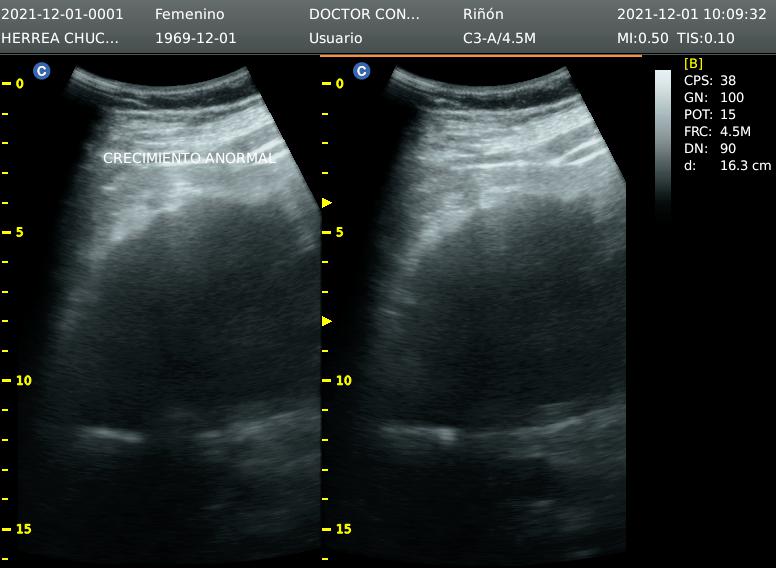 2021-12-01-0001 Femenino DOCTOR CON... Riñón 2021-12-01 10:09:32
HERREA CHUC... 1969-12-01 Usuario C3-A/4.5M MI:0.50 TIS:0.10
C
C
[B]
CPS: 38
GN: 100
POT: 15
FRC: 4.5M
DN: 90
d: 16.3 cm
0
0
CRECIMIENTO ANORMAL
5
5
10
10
15
15